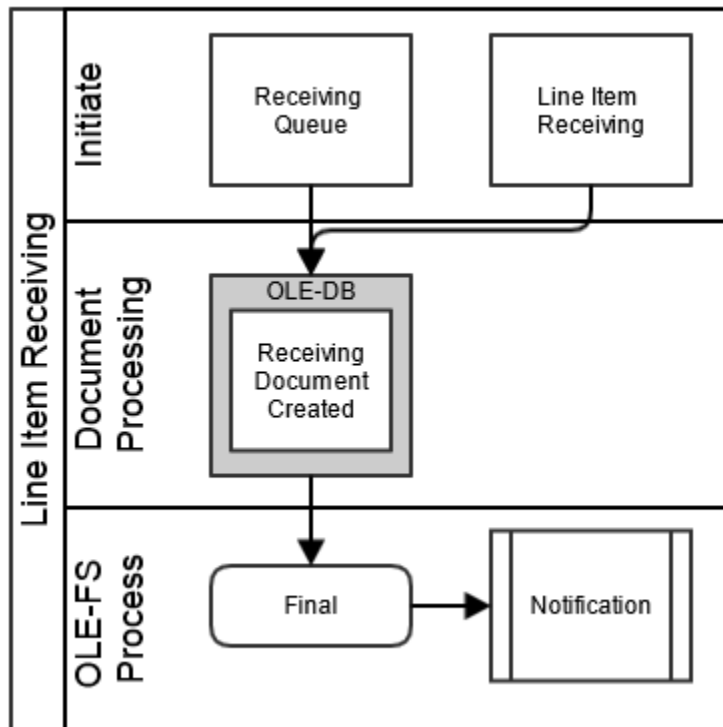 Line Item Receiving
Initiate
Receiving
Queue
Line Item
Receiving
Document
Processing
OLE-DB
Receiving
Document
Created
OLE-FS
Process
Final
Notification